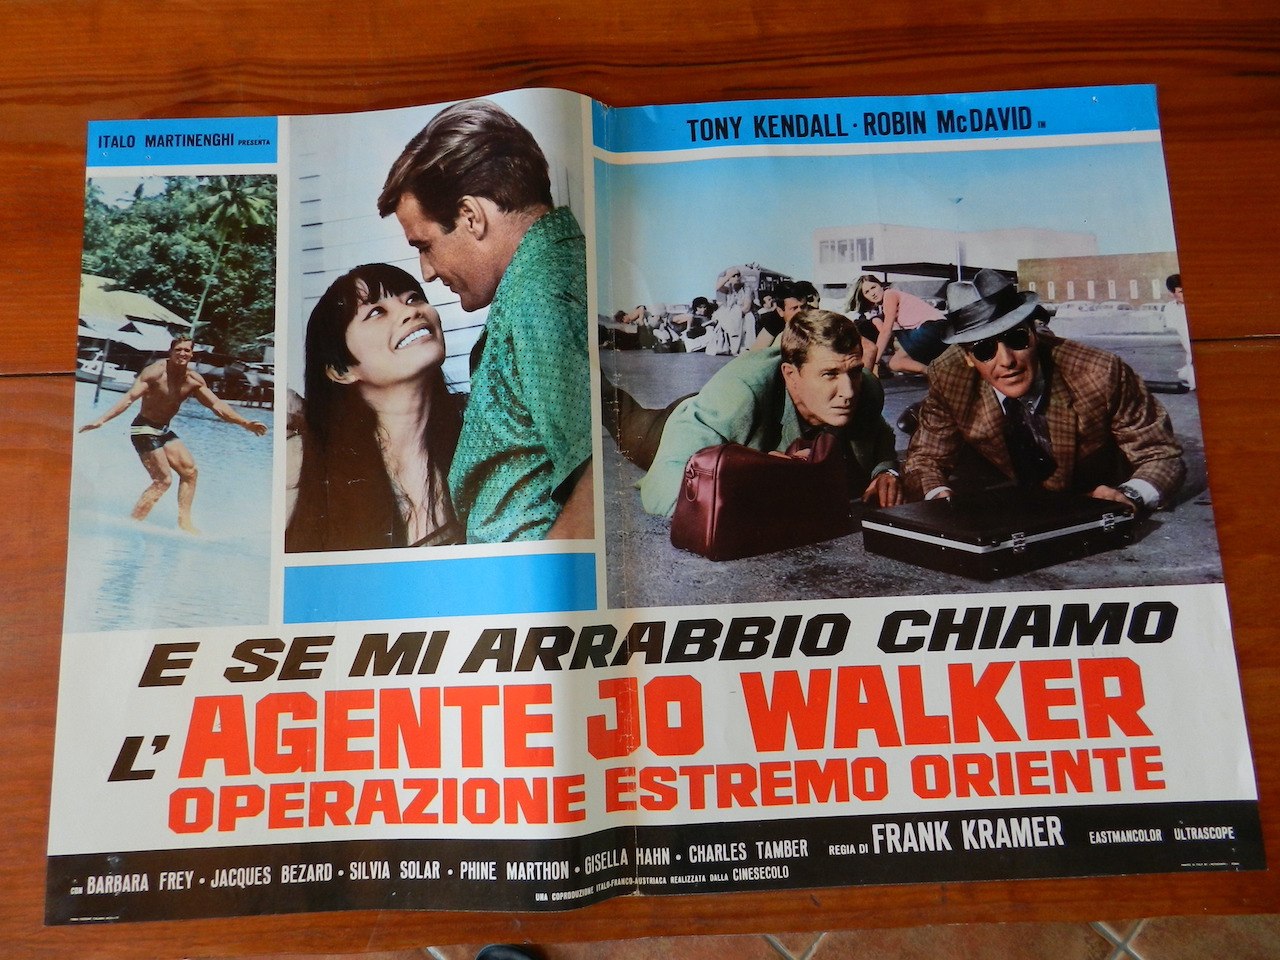 ITALO MARTINENGHI PRESENTA
TONY KENDALL · ROBIN McDAVID IN
E SE MI ARRABBIO CHIAMO
L'AGENTE JO WALKER
OPERAZIONE ESTREMO ORIENTE
CON BARBARA FREY · JACQUES BEZARD · SILVIA SOLAR · PHINE MARTHON · GISELLA HAHN · CHARLES TAMBER REGIA DI FRANK KRAMER EASTMANCOLOR ULTRASCOPE
UNA COPRODUZIONE ITALO-FRANCO-AUSTRIACA REALIZZATA DALLA CINESECOLO